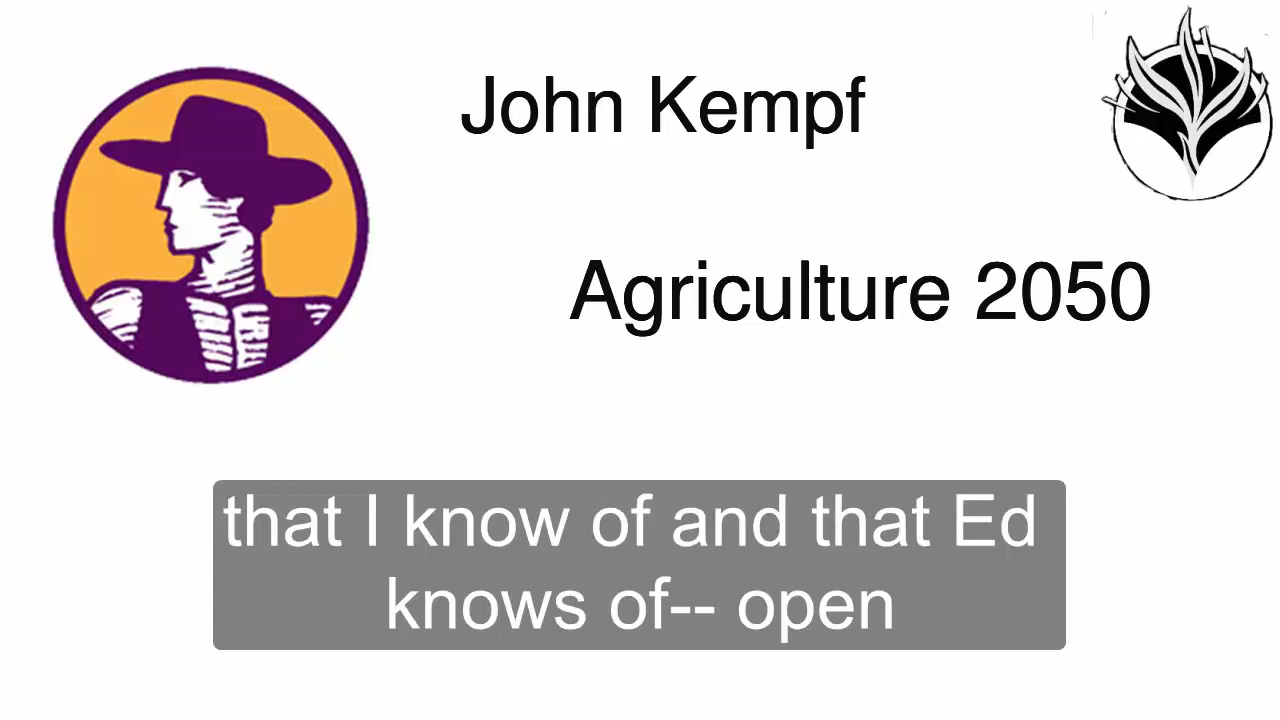 John Kempf
Agriculture 2050
that I know of and that Ed
knows of-- open